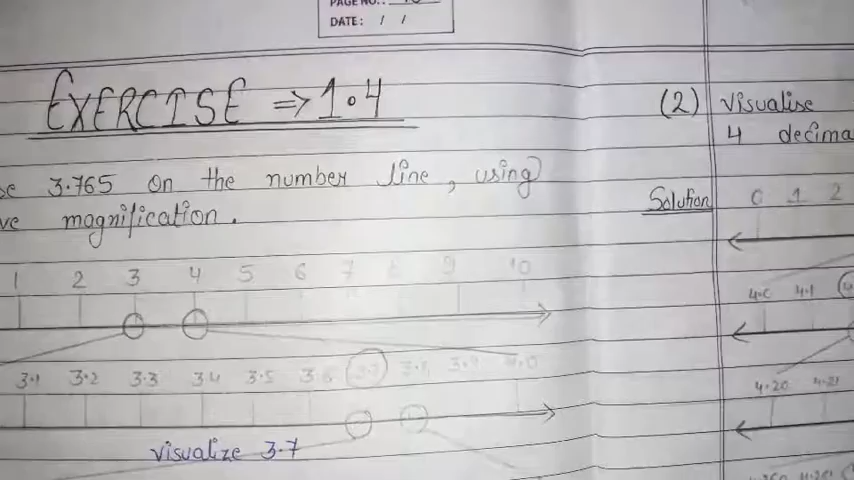 PAGE NO.:
DATE: / /
EXERCISE ⇒ 1.4
3.765 on the number line, using
magnification.
1 2 3 4 5 6 7 8 9 10
3.1 3.2 3.3 3.4 3.5 3.6 3.7 3.8 3.9 4.0
visualize 3.7
(2) visualise
4 decima
Solution 0 1 2
4.0 4.1
4.20 4.21